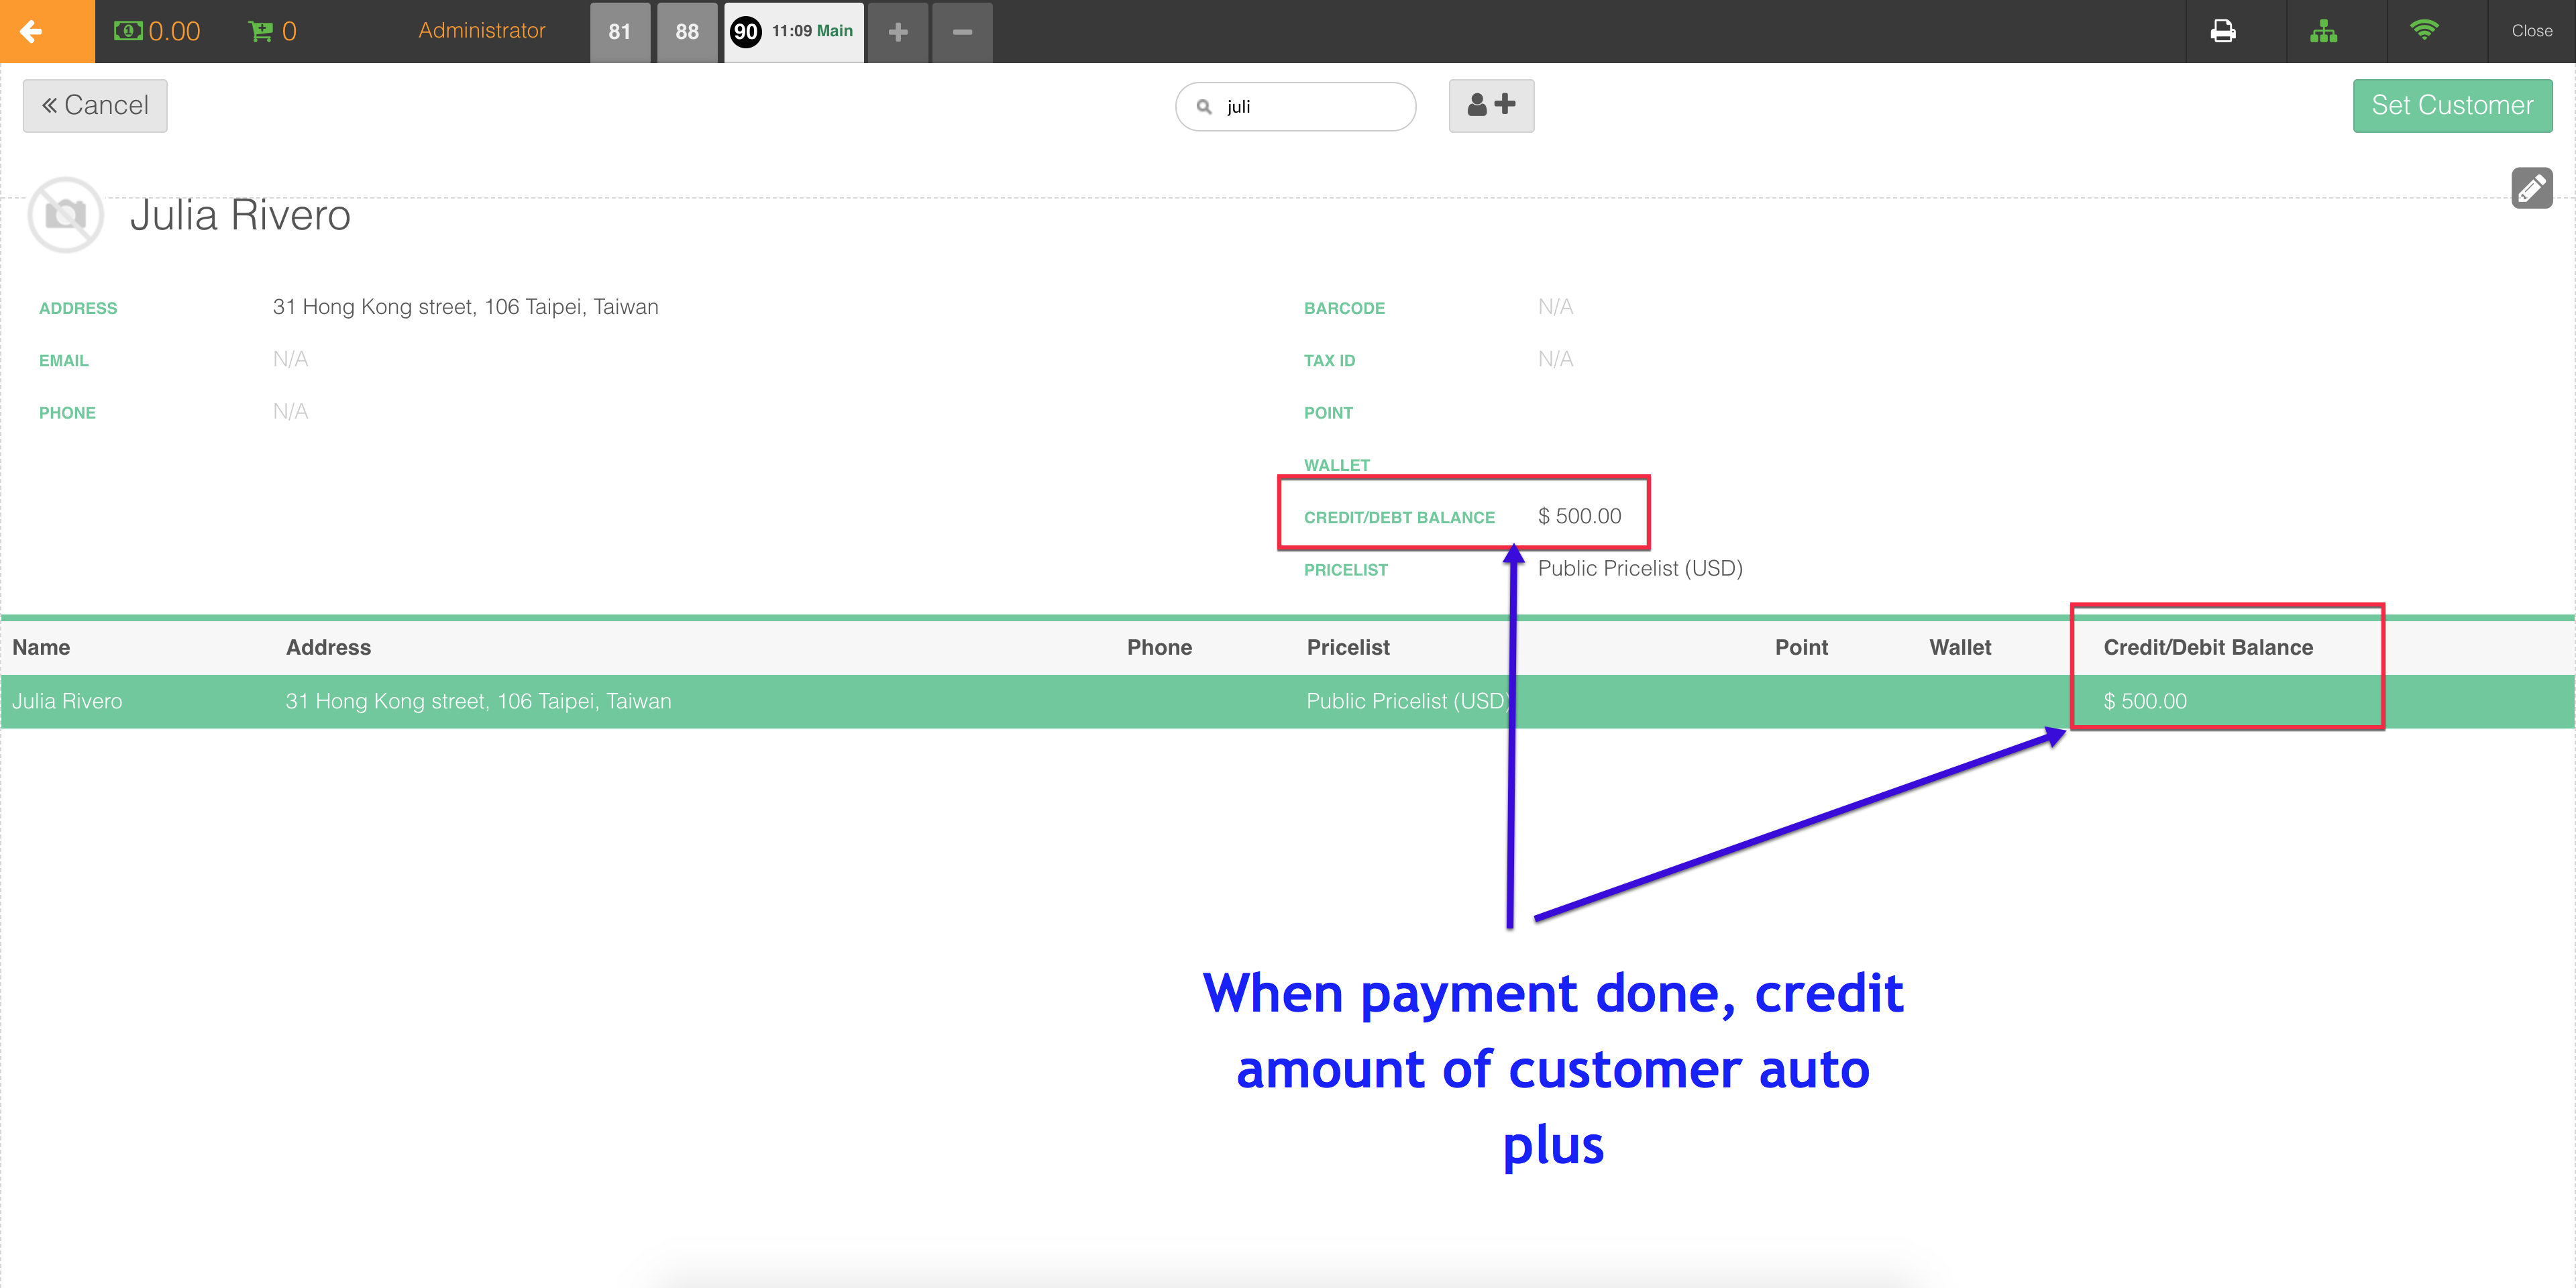 0.00 0 Administrator 81 88 90 11:09 Main Close
Cancel juli Set Customer
Julia Rivero
ADDRESS 31 Hong Kong street, 106 Taipei, Taiwan BARCODE N/A
EMAIL N/A TAX ID N/A
PHONE N/A POINT
WALLET
CREDIT/DEBT BALANCE $ 500.00
PRICELIST Public Pricelist (USD)
Name Address Phone Pricelist Point Wallet Credit/Debit Balance
Julia Rivero 31 Hong Kong street, 106 Taipei, Taiwan Public Pricelist (USD) $ 500.00
When payment done, credit
amount of customer auto
plus